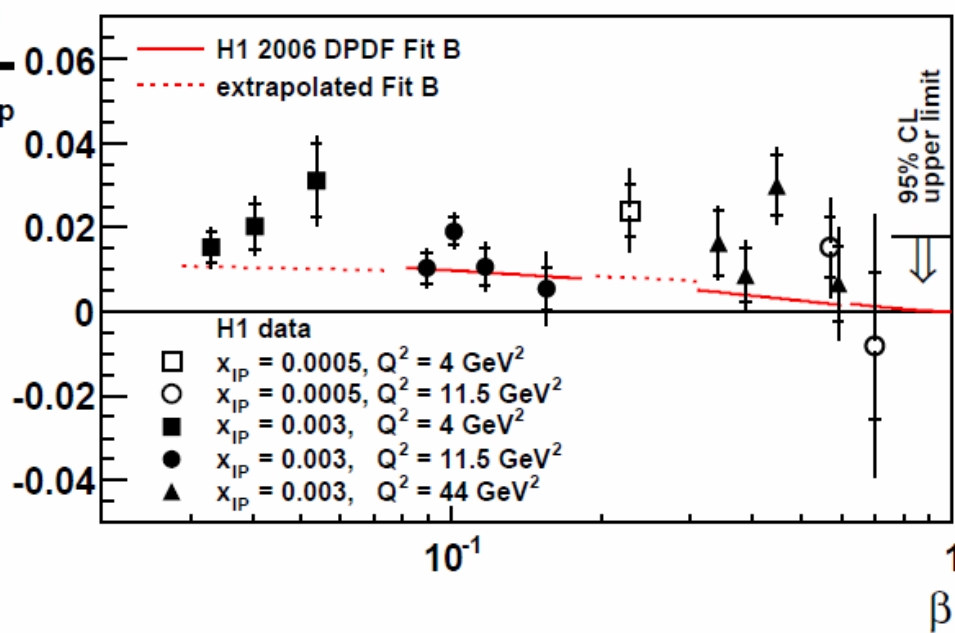 H1 2006 DPDF Fit B
extrapolated Fit B
0.06
p
0.04
0.02
0
-0.02
-0.04
95% CL
upper limit
H1 data
x_IP = 0.0005, Q² = 4 GeV²
x_IP = 0.0005, Q² = 11.5 GeV²
x_IP = 0.003, Q² = 4 GeV²
x_IP = 0.003, Q² = 11.5 GeV²
x_IP = 0.003, Q² = 44 GeV²
10⁻¹
1
β